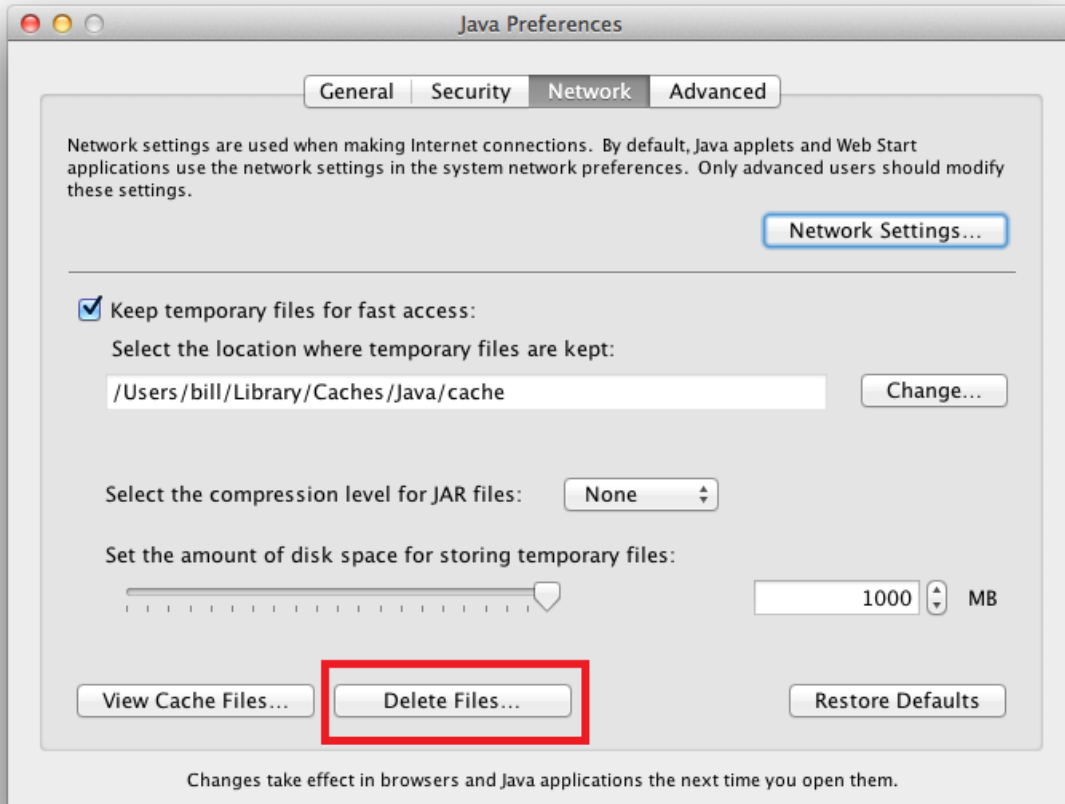 Java Preferences
General Security Network Advanced
Network settings are used when making Internet connections. By default, Java applets and Web Start
applications use the network settings in the system network preferences. Only advanced users should modify
these settings.
Network Settings...
Keep temporary files for fast access:
Select the location where temporary files are kept:
/Users/bill/Library/Caches/Java/cache Change...
Select the compression level for JAR files: None
Set the amount of disk space for storing temporary files:
1000 MB
View Cache Files... Delete Files... Restore Defaults
Changes take effect in browsers and Java applications the next time you open them.